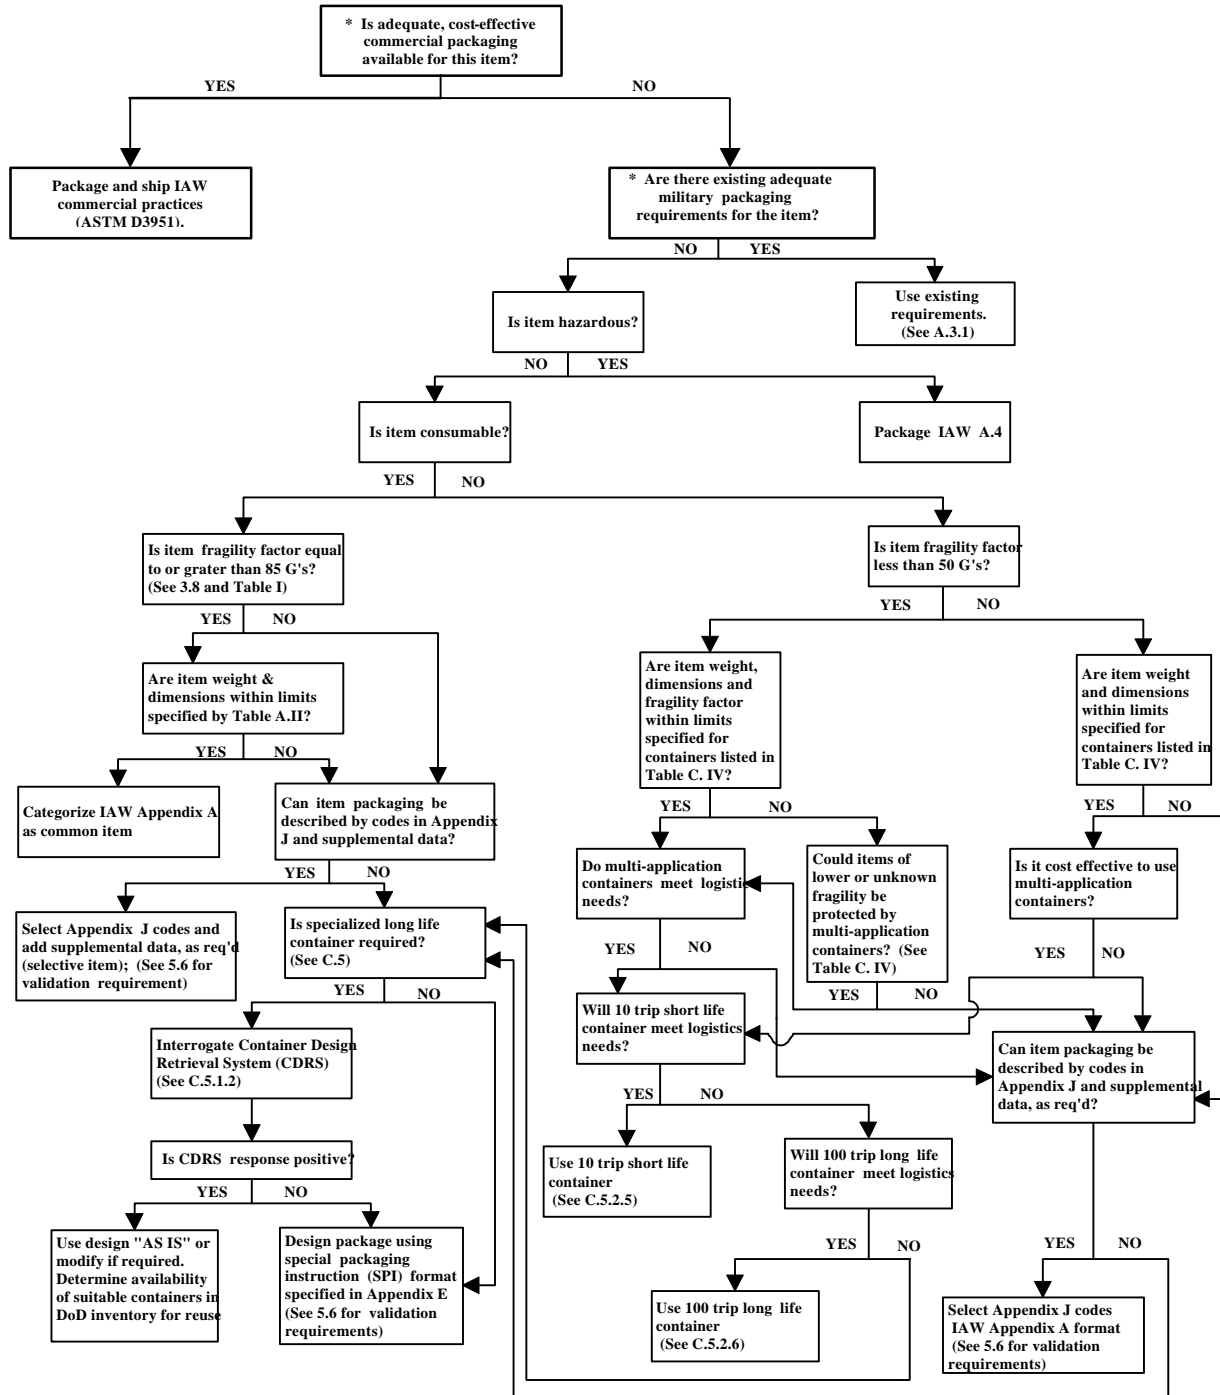 * Is adequate, cost-effective
commercial packaging
available for this item?
YES
NO
Package and ship IAW
commercial practices
(ASTM D3951).
* Are there existing adequate
military packaging
requirements for the item?
NO
YES
Is item hazardous?
Use existing
requirements.
(See A.3.1)
NO
YES
Is item consumable?
Package IAW A.4
YES
NO
Is item fragility factor equal
to or grater than 85 G's?
(See 3.8 and Table I)
Is item fragility factor
less than 50 G's?
YES
NO
YES
NO
Are item weight &
dimensions within limits
specified by Table A.II?
Are item weight,
dimensions and
fragility factor
within limits
specified for
containers listed in
Table C. IV?
Are item weight
and dimensions
within limits
specified for
containers listed in
Table C. IV?
YES
NO
Categorize IAW Appendix A
as common item
Can item packaging be
described by codes in Appendix
J and supplemental data?
YES
NO
YES
NO
Do multi-application
containers meet logistic
needs?
Could items of
lower or unknown
fragility be
protected by
multi-application
containers? (See
Table C. IV)
Is it cost effective to use
multi-application
containers?
YES
NO
Select Appendix J codes and
add supplemental data, as req'd
(selective item); (See 5.6 for
validation requirement)
Is specialized long life
container required?
(See C.5)
YES
NO
YES
NO
YES
NO
YES
NO
Will 10 trip short life
container meet logistics
needs?
Interrogate Container Design
Retrieval System (CDRS)
(See C.5.1.2)
Can item packaging be
described by codes in
Appendix J and supplemental
data, as req'd?
YES
NO
Is CDRS response positive?
Use 10 trip short life
container
(See C.5.2.5)
Will 100 trip long life
container meet logistics
needs?
YES
NO
Use design "AS IS" or
modify if required.
Determine availability
of suitable containers in
DoD inventory for reuse
Design package using
special packaging
instruction (SPI) format
specified in Appendix E
(See 5.6 for validation
requirements)
YES
NO
YES
NO
Use 100 trip long life
container
(See C.5.2.6)
Select Appendix J codes
IAW Appendix A format
(See 5.6 for validation
requirements)